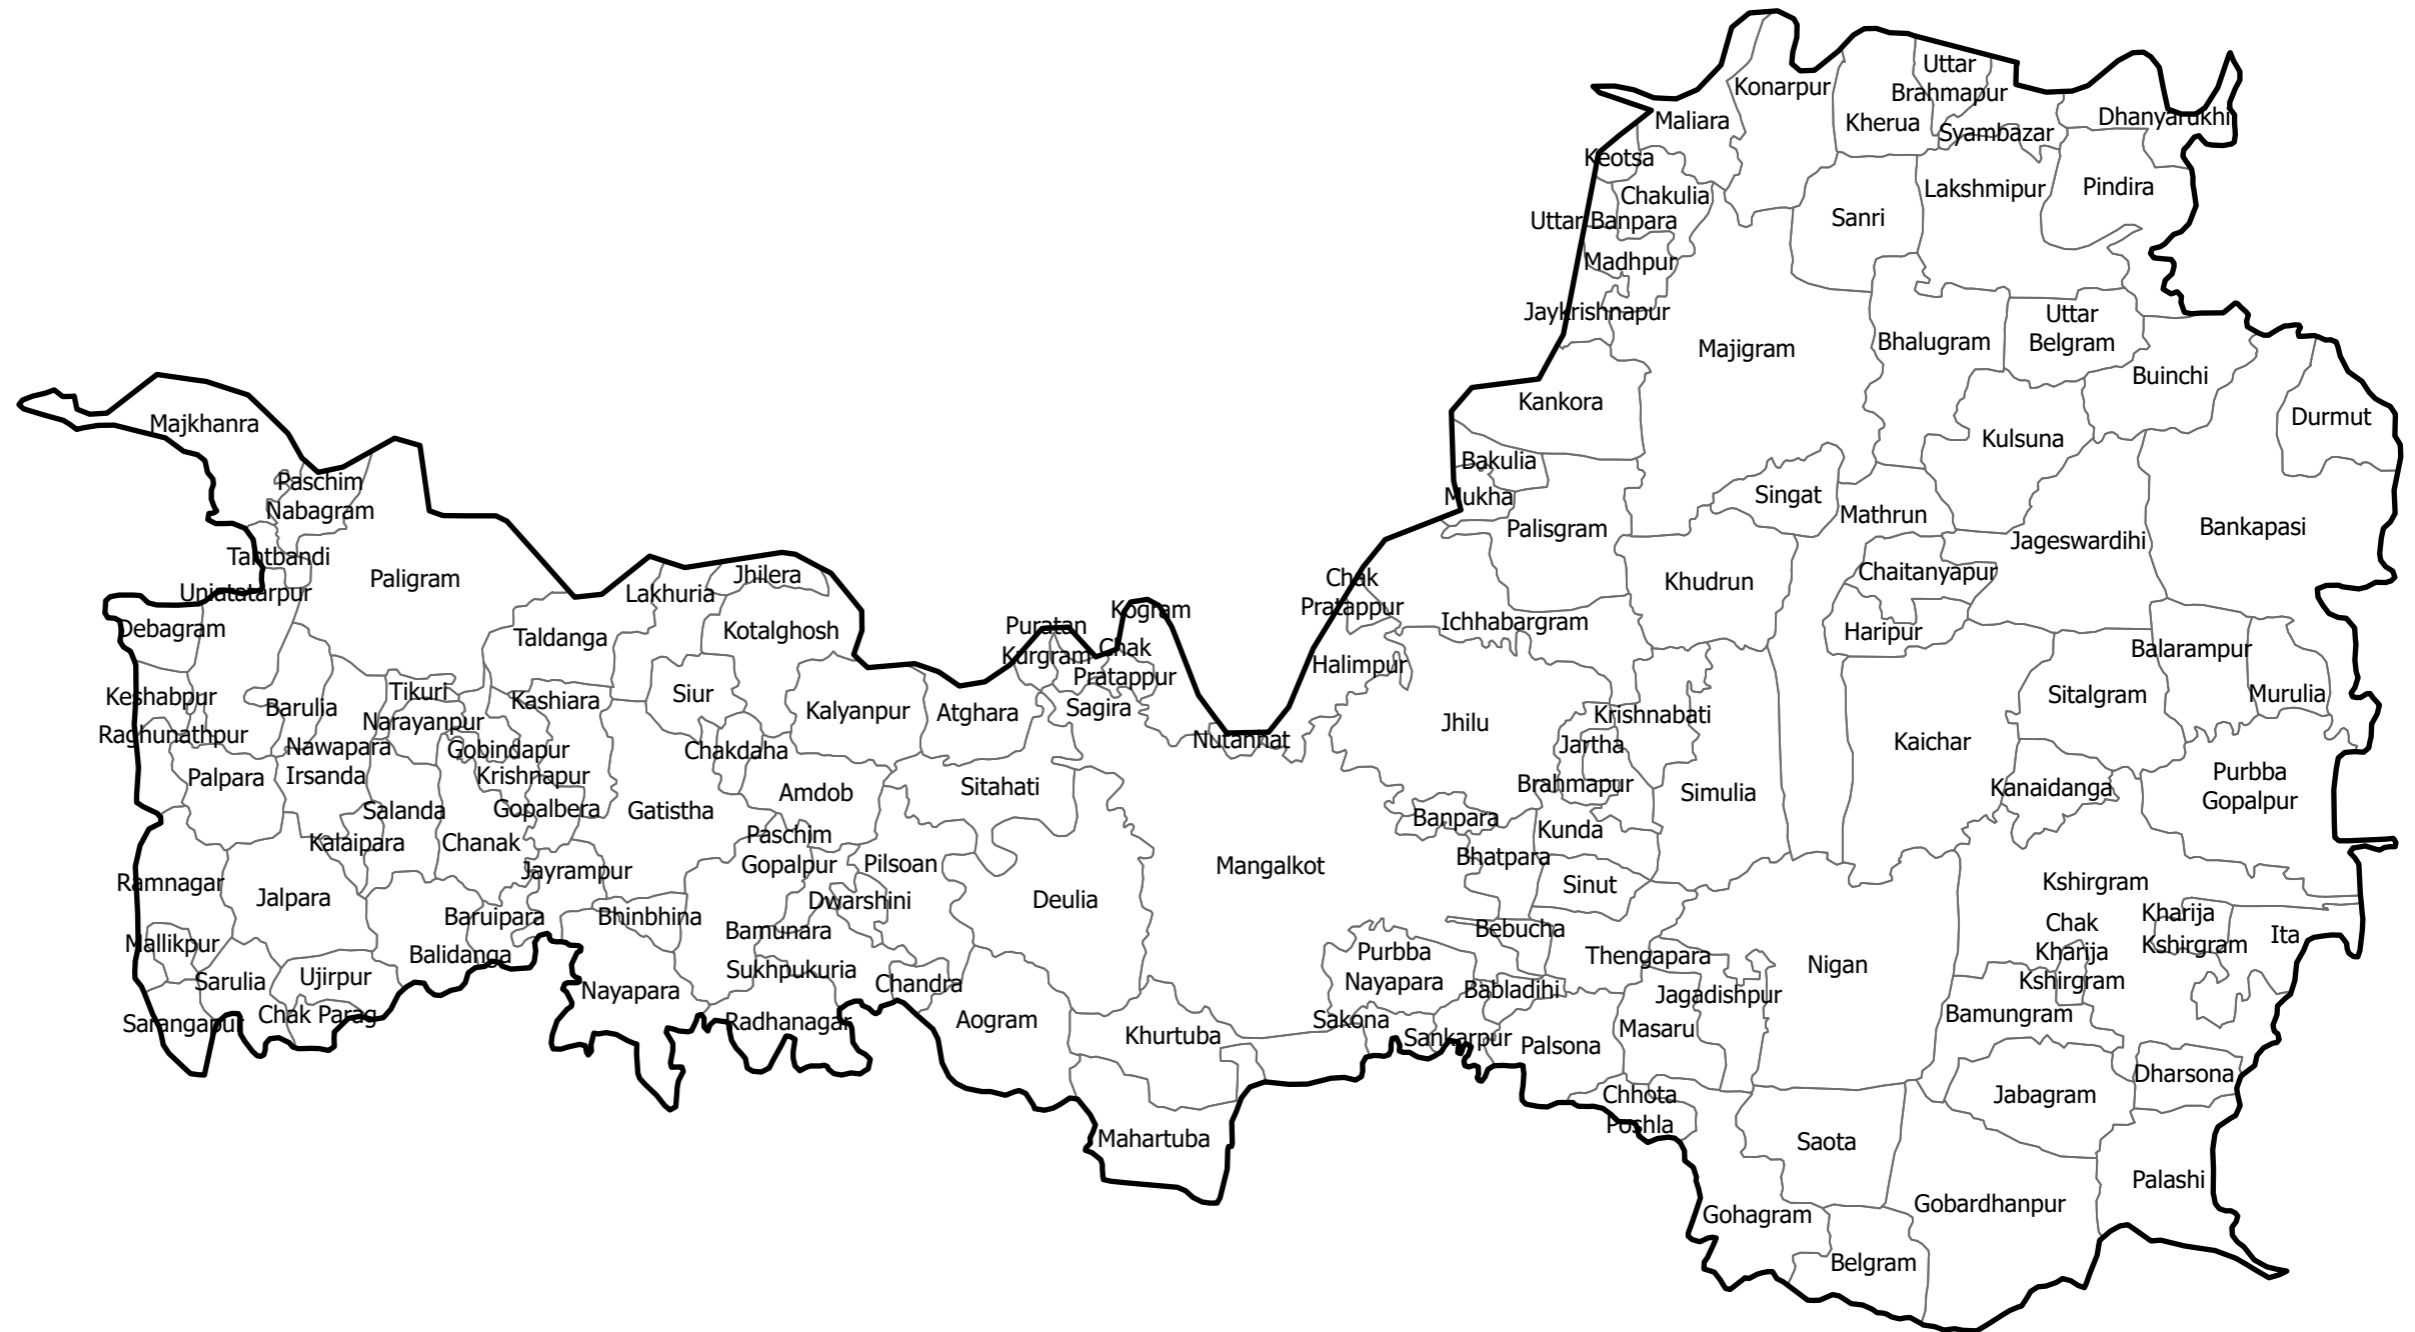 Uttar
Brahmapur
Konarpur
Maliara
Kherua
Syambazar
Dhanyarukhi
Keotsa
Chakulia
Uttar Banpara
Lakshmipur
Pindira
Sanri
Madhpur
Jaykrishnapur
Majigram
Bhalugram
Uttar
Belgram
Buinchi
Durmut
Kankora
Kulsuna
Bakulia
Mukha
Singat
Mathrun
Palisgram
Jageswardihi
Bankapasi
Khudrun
Chaitanyapur
Haripur
Chak
Pratappur
Ichhabargram
Halimpur
Balarampur
Sitalgram
Murulia
Majkhanra
Paschim
Nabagram
Tantbandi
Uniatatarpur
Paligram
Debagram
Lakhuria
Jhilera
Taldanga
Kotalghosh
Puratan
Kurgram
Kogram
Chak
Pratappur
Keshabpur
Raghunathpur
Barulia
Tikuri
Narayanpur
Kashiara
Siur
Kalyanpur
Atghara
Sagira
Nutanhat
Jhilu
Krishnabati
Jartha
Brahmapur
Simulia
Kaichar
Kanaidanga
Purbba
Gopalpur
Nawapara
Gobindapur
Chakdaha
Palpara
Irsanda
Krishnapur
Salanda
Gopalbera
Gatistha
Amdob
Sitahati
Kalaipara
Chanak
Paschim
Gopalpur
Pilsoan
Banpara
Kunda
Bhatpara
Mangalkot
Sinut
Ramnagar
Jalpara
Jayrampur
Dwarshini
Deulia
Kshirgram
Baruipara
Bhinbhina
Bamunara
Bebucha
Chak
Kharija
Kshirgram
Kharija
Kshirgram
Ita
Mallikpur
Balidanga
Purbba
Nayapara
Thengapara
Nigan
Sarulia
Ujirpur
Nayapara
Sukhpukuria
Chandra
Babladihi
Jagadishpur
Bamungram
Sarangapur
Chak Parag
Radhanagar
Aogram
Khurtuba
Sakona
Sankarpur
Palsona
Masaru
Jabagram
Dharsona
Mahartuba
Chhota
Poshla
Saota
Palashi
Gohagram
Gobardhanpur
Belgram